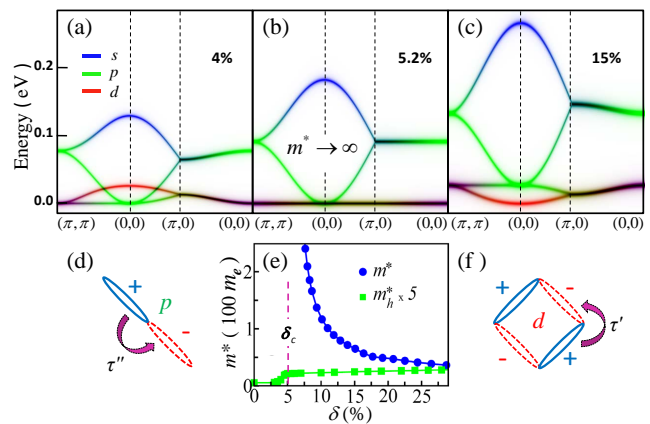 (a) 4% (b) 5.2% (c) 15%
s
p
d
Energy (eV)
0.2
0.1
0.0
m* → ∞
(π,π) (0,0) (π,0) (0,0) (π,π) (0,0) (π,0) (0,0) (π,π) (0,0) (π,0) (0,0)
(d) (e) (f)
+ p -
τ''
m* (100 mₑ)
2
1
0
δc
m*
m*ₕ × 5
0 5 10 15 20 25
δ(%)
+ -
d
- +
τ'